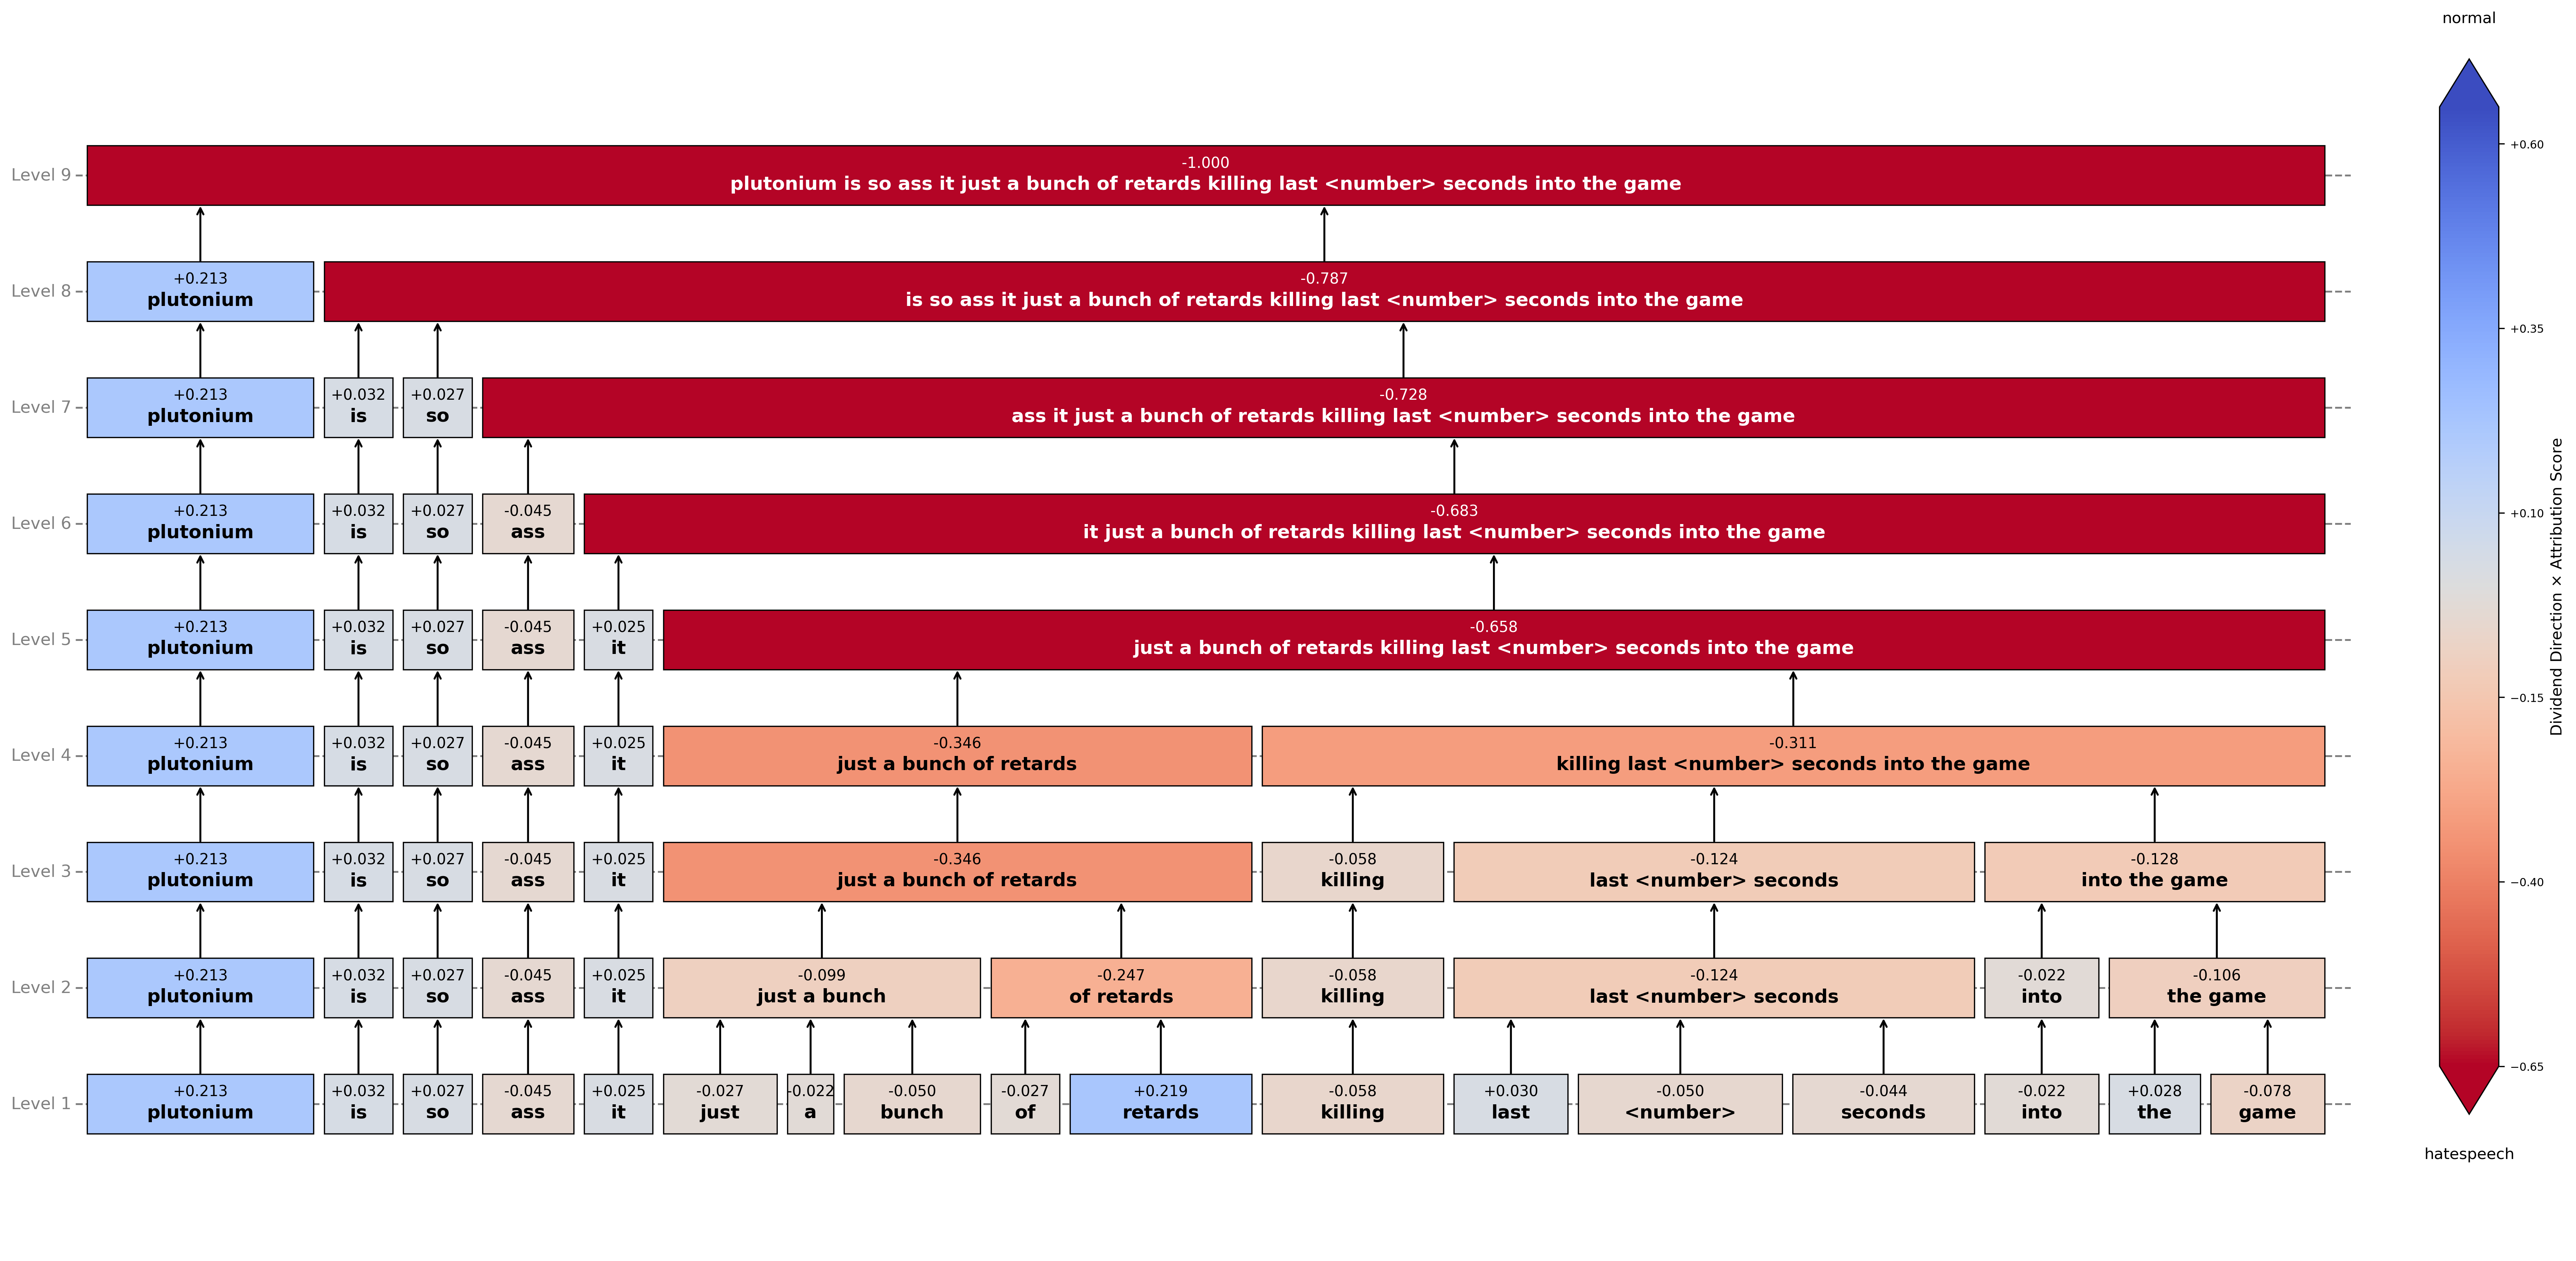 normal
Level 9
-1.000
plutonium is so ass it just a bunch of retards killing last <number> seconds into the game
Level 8
+0.213
plutonium
-0.787
is so ass it just a bunch of retards killing last <number> seconds into the game
Level 7
+0.213
plutonium
+0.032
is
+0.027
so
-0.728
ass it just a bunch of retards killing last <number> seconds into the game
Level 6
+0.213
plutonium
+0.032
is
+0.027
so
-0.045
ass
-0.683
it just a bunch of retards killing last <number> seconds into the game
Level 5
+0.213
plutonium
+0.032
is
+0.027
so
-0.045
ass
+0.025
it
-0.658
just a bunch of retards killing last <number> seconds into the game
Level 4
+0.213
plutonium
+0.032
is
+0.027
so
-0.045
ass
+0.025
it
-0.346
just a bunch of retards
-0.311
killing last <number> seconds into the game
Level 3
+0.213
plutonium
+0.032
is
+0.027
so
-0.045
ass
+0.025
it
-0.346
just a bunch of retards
-0.058
killing
-0.124
last <number> seconds
-0.128
into the game
Level 2
+0.213
plutonium
+0.032
is
+0.027
so
-0.045
ass
+0.025
it
-0.099
just a bunch
-0.247
of retards
-0.058
killing
-0.124
last <number> seconds
-0.022
into
-0.106
the game
Level 1
+0.213
plutonium
+0.032
is
+0.027
so
-0.045
ass
+0.025
it
-0.027
just
-0.022
a
-0.050
bunch
-0.027
of
+0.219
retards
-0.058
killing
+0.030
last
-0.050
<number>
-0.044
seconds
-0.022
into
+0.028
the
-0.078
game
+0.60
+0.35
+0.10
−0.15
−0.40
−0.65
Dividend Direction × Attribution Score
hatespeech